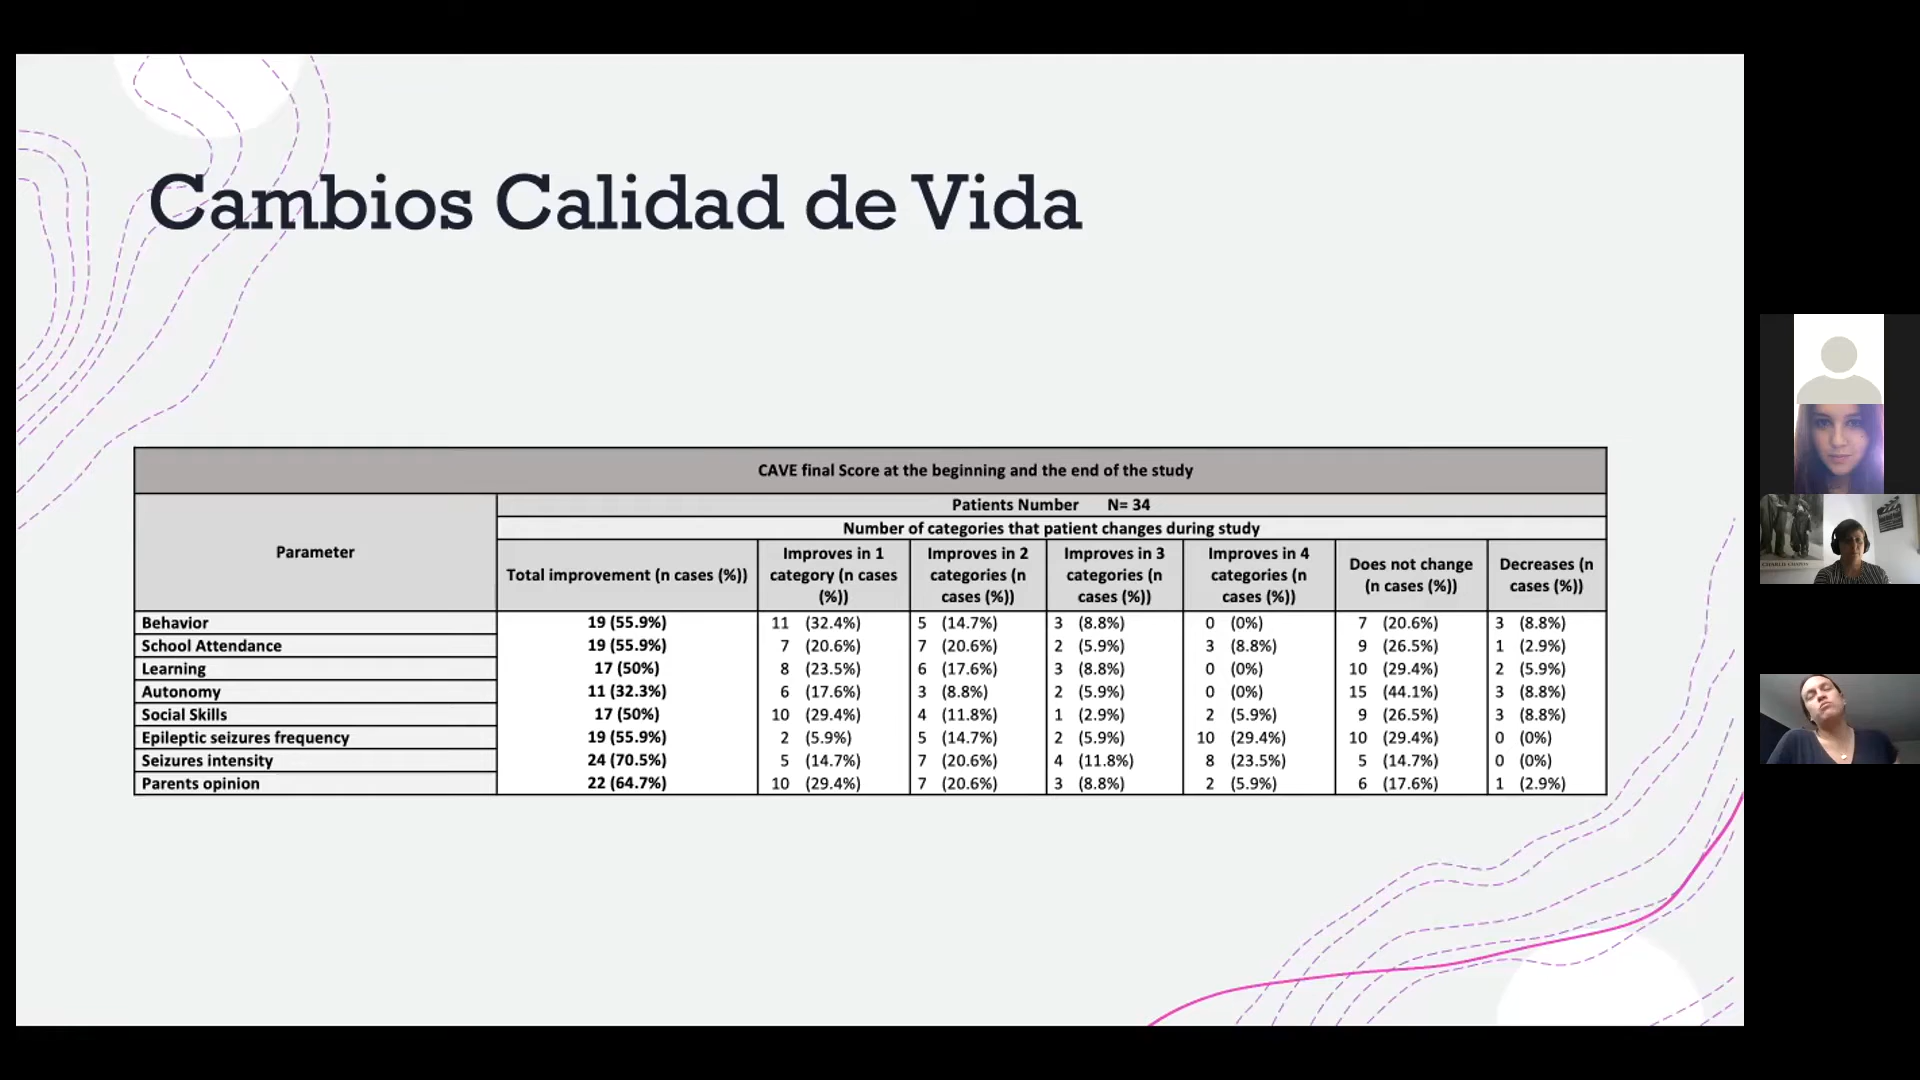 Cambios Calidad de Vida
CAVE final Score at the beginning and the end of the study
Patients Number N= 34
Number of categories that patient changes during study
Parameter
Total improvement (n cases (%))
Improves in 1
category (n cases
(%))
Improves in 2
categories (n
cases (%))
Improves in 3
categories (n
cases (%))
Improves in 4
categories (n
cases (%))
Does not change
(n cases (%))
Decreases (n
cases (%))
Behavior 19 (55.9%) 11 (32.4%) 5 (14.7%) 3 (8.8%) 0 (0%) 7 (20.6%) 3 (8.8%)
School Attendance 19 (55.9%) 7 (20.6%) 7 (20.6%) 2 (5.9%) 3 (8.8%) 9 (26.5%) 1 (2.9%)
Learning 17 (50%) 8 (23.5%) 6 (17.6%) 3 (8.8%) 0 (0%) 10 (29.4%) 2 (5.9%)
Autonomy 11 (32.3%) 6 (17.6%) 3 (8.8%) 2 (5.9%) 0 (0%) 15 (44.1%) 3 (8.8%)
Social Skills 17 (50%) 10 (29.4%) 4 (11.8%) 1 (2.9%) 2 (5.9%) 9 (26.5%) 3 (8.8%)
Epileptic seizures frequency 19 (55.9%) 2 (5.9%) 5 (14.7%) 2 (5.9%) 10 (29.4%) 10 (29.4%) 0 (0%)
Seizures intensity 24 (70.5%) 5 (14.7%) 7 (20.6%) 4 (11.8%) 8 (23.5%) 5 (14.7%) 0 (0%)
Parents opinion 22 (64.7%) 10 (29.4%) 7 (20.6%) 3 (8.8%) 2 (5.9%) 6 (17.6%) 1 (2.9%)